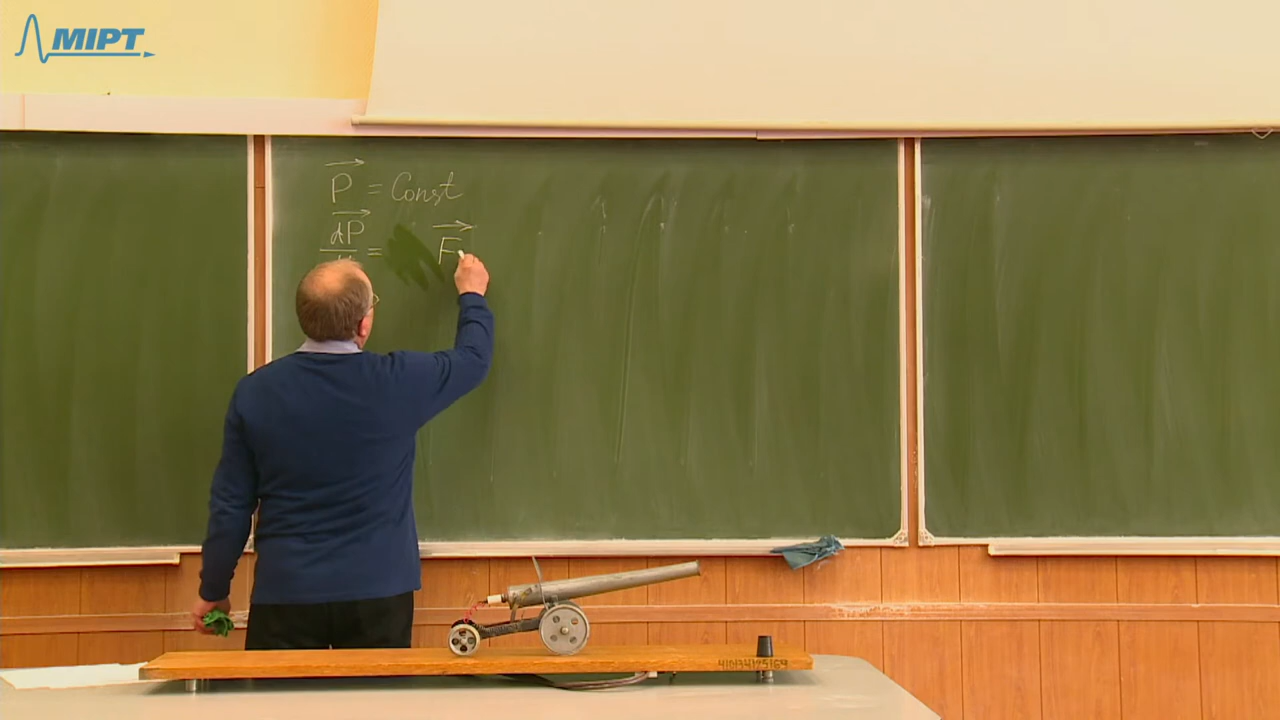 MIPT
P = Const
dP
=
F